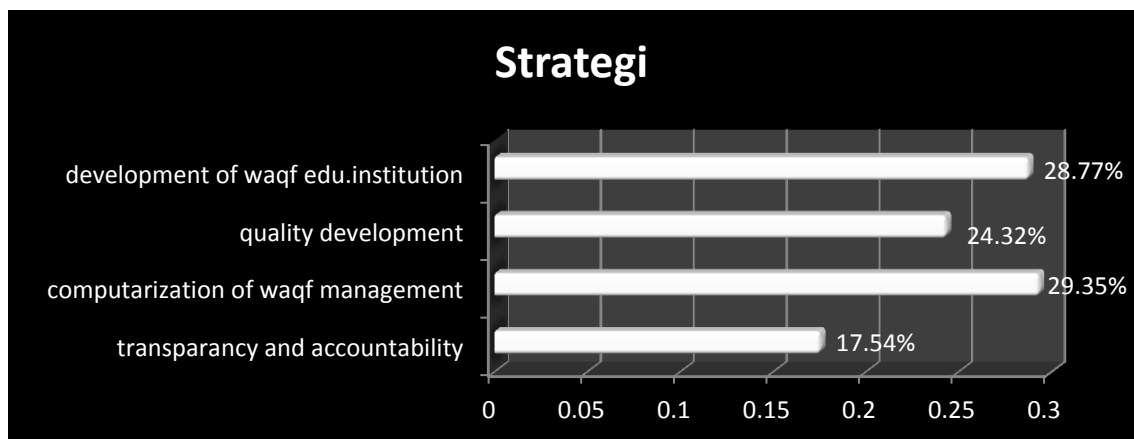 Strategi
development of waqf edu.institution
28.77%
quality development
24.32%
computarization of waqf management
29.35%
transparancy and accountability
17.54%
0 0.05 0.1 0.15 0.2 0.25 0.3